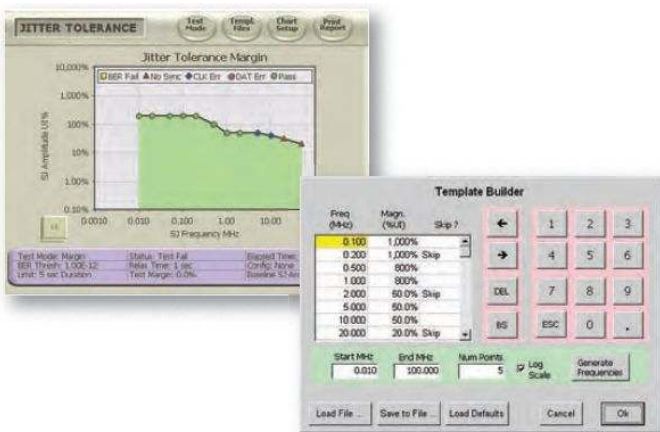 JITTER TOLERANCE
Test Mode
Templ. Files
Chart Setup
Print Report
Jitter Tolerance Margin
BER Fail No Sync CLK Err DAT Err Pass
SJ Amplitude UI%
10,000%
1,000%
100%
10%
1.00%
0.10%
0.0010 0.010 0.100 1.00 10.00
SJ Frequency MHz
Test Mode: Margin
BER Thresh: 1.00E-12
Limit: 5 sec Duration
Status: Test Fail
Relax Time: 1 sec
Test Margin: 0.0%
Elapsed Time:
Config: None
Baseline SJ
Template Builder
Freq (MHz) Magn. (%UI) Skip ?
0.100 1,000%
0.200 1,000% Skip
0.500 800%
1.000 800%
2.000 50.0% Skip
5.000 50.0%
10.000 50.0%
20.000 20.0% Skip
← 1 2 3
→ 4 5 6
DEL 7 8 9
BS ESC 0 .
Start MHz End MHz Num Points
0.010 100.000 5
Log Scale
Generate Frequencies
Load File ... Save to File ... Load Defaults Cancel Ok